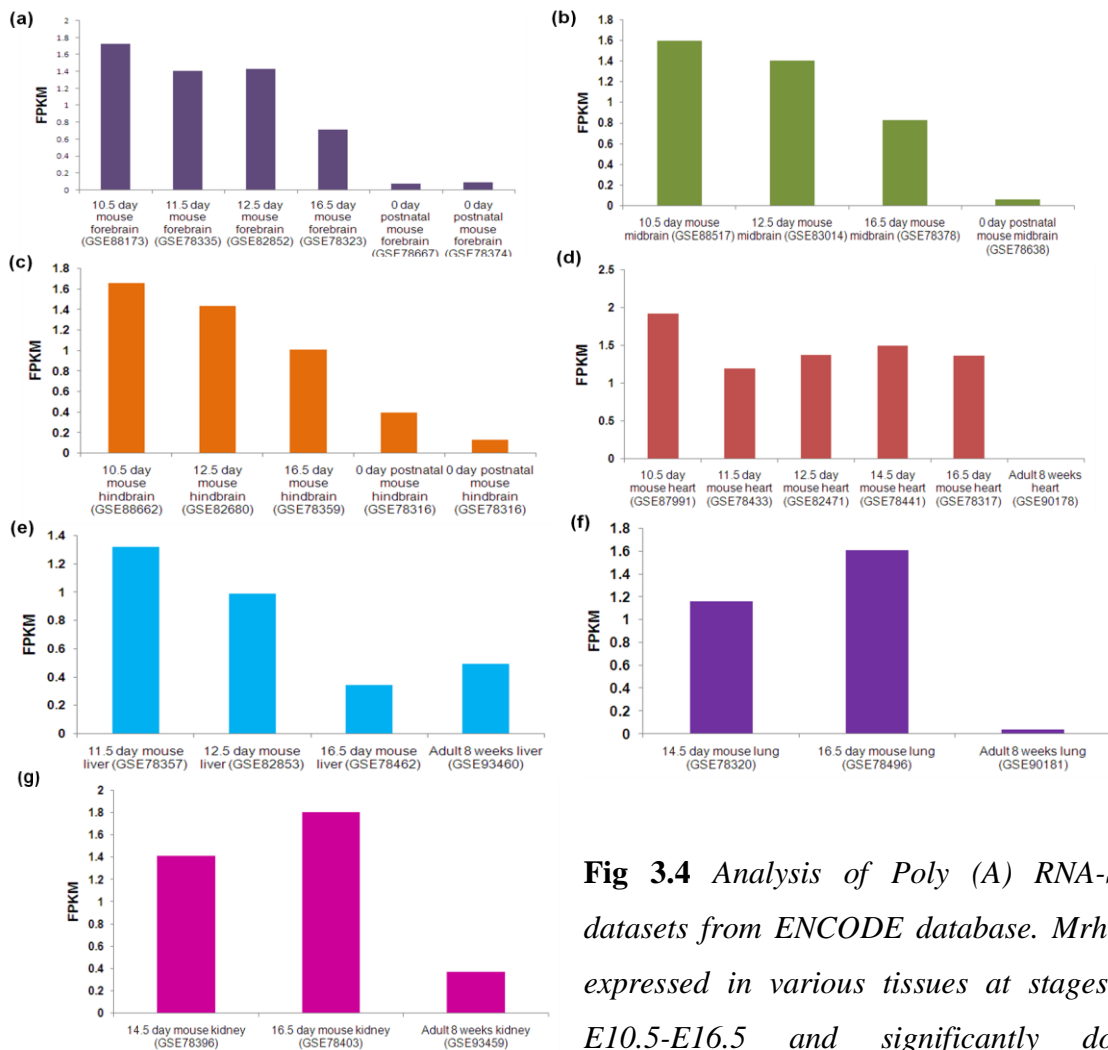 (a)
FPKM
2
1.8
1.6
1.4
1.2
1
0.8
0.6
0.4
0.2
0
10.5 day mouse forebrain (GSE88173)
11.5 day mouse forebrain (GSE78335)
12.5 day mouse forebrain (GSE82852)
16.5 day mouse forebrain (GSE78323)
0 day postnatal mouse forebrain (GSE78667)
0 day postnatal mouse forebrain (GSE78374)
(b)
FPKM
1.8
1.6
1.4
1.2
1
0.8
0.6
0.4
0.2
0
10.5 day mouse midbrain (GSE88517)
12.5 day mouse midbrain (GSE83014)
16.5 day mouse midbrain (GSE78378)
0 day postnatal mouse midbrain (GSE78638)
(c)
FPKM
1.8
1.6
1.4
1.2
1
0.8
0.6
0.4
0.2
0
10.5 day mouse hindbrain (GSE88662)
12.5 day mouse hindbrain (GSE82680)
16.5 day mouse hindbrain (GSE78359)
0 day postnatal mouse hindbrain (GSE78316)
0 day postnatal mouse hindbrain (GSE78316)
(d)
FPKM
2.5
2
1.5
1
0.5
0
10.5 day mouse heart (GSE87991)
11.5 day mouse heart (GSE78433)
12.5 day mouse heart (GSE82471)
14.5 day mouse heart (GSE78441)
16.5 day mouse heart (GSE78317)
Adult 8 weeks heart (GSE90178)
(e)
FPKM
1.4
1.2
1
0.8
0.6
0.4
0.2
0
11.5 day mouse liver (GSE78357)
12.5 day mouse liver (GSE82853)
16.5 day mouse liver (GSE78462)
Adult 8 weeks liver (GSE93460)
(f)
FPKM
1.8
1.6
1.4
1.2
1
0.8
0.6
0.4
0.2
0
14.5 day mouse lung (GSE78320)
16.5 day mouse lung (GSE78496)
Adult 8 weeks lung (GSE90181)
(g)
FPKM
2
1.8
1.6
1.4
1.2
1
0.8
0.6
0.4
0.2
0
14.5 day mouse kidney (GSE78396)
16.5 day mouse kidney (GSE78403)
Adult 8 weeks kidney (GSE93459)
Fig 3.4 Analysis of Poly (A) RNA-
datasets from ENCODE database. Mrh
expressed in various tissues at stages
E10.5-E16.5 and significantly do